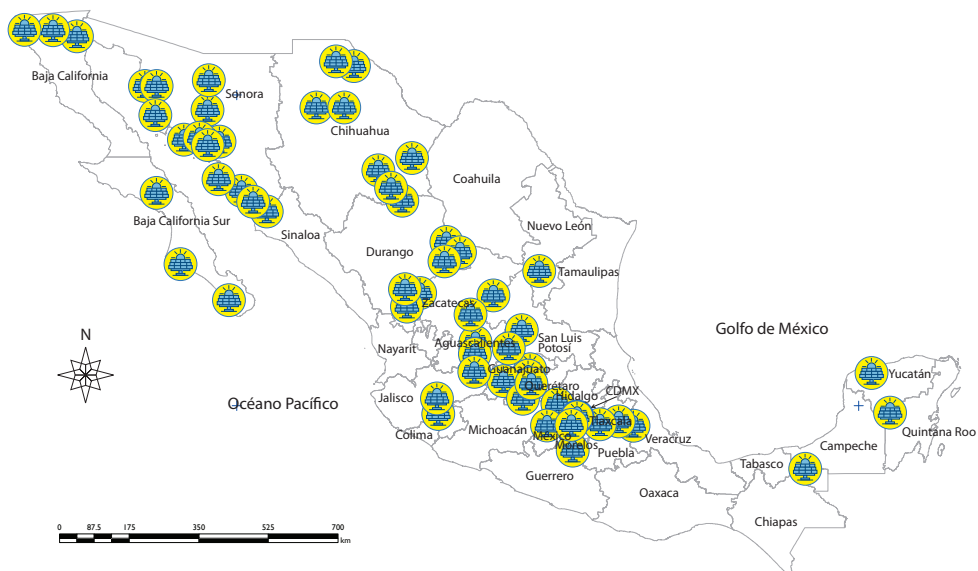 Baja California
Sonora
Chihuahua
Coahuila
Baja California Sur
Sinaloa
Nuevo León
Durango
Tamaulipas
Zacatecas
N
Golfo de México
San Luis
Potosí
Aguascalientes
Nayarit
Guanajuato
Yucatán
Querétaro
Hidalgo
CDMX
Jalisco
Océano Pacífico
Tlaxcala
Colima
Michoacán
México
Morelos
Veracruz
Quintana Roo
Campeche
Puebla
Guerrero
Tabasco
Oaxaca
Chiapas
0 87.5 175 350 525 700
km